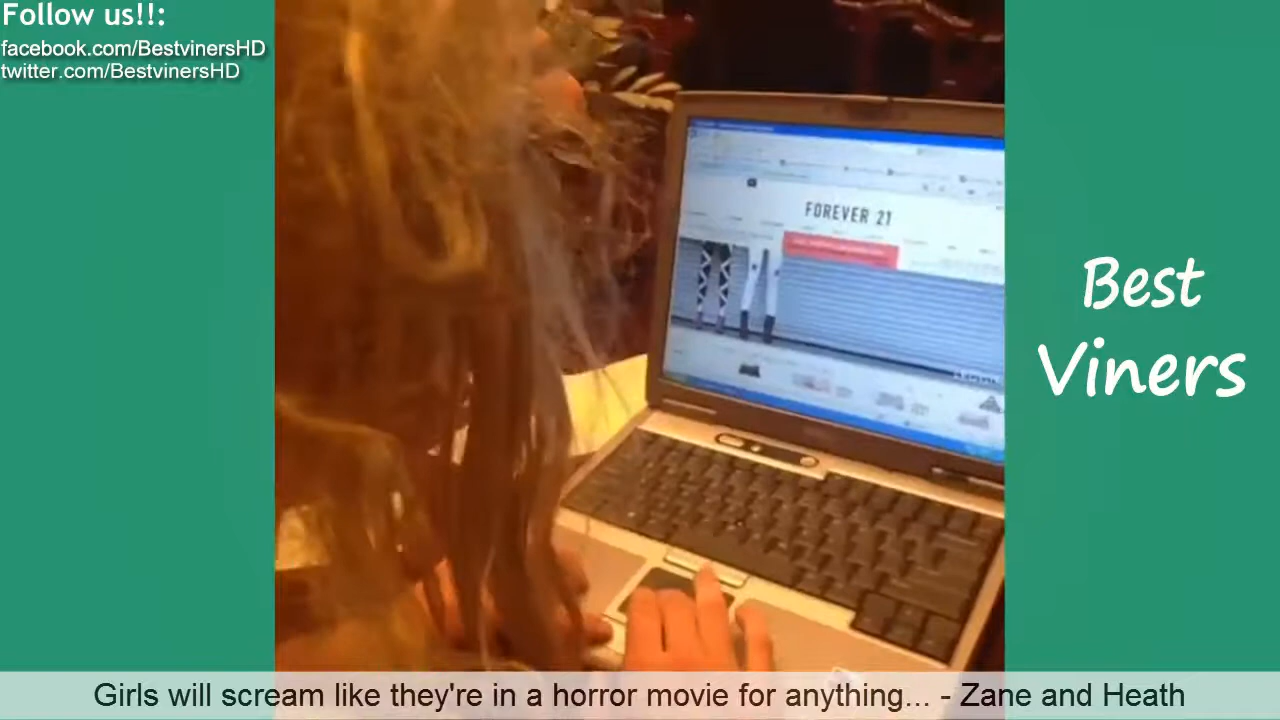 Follow us!!:
facebook.com/BestvinersHD
twitter.com/BestvinersHD
FOREVER 21
Best
Viners
Girls will scream like they're in a horror movie for anything... - Zane and Heath